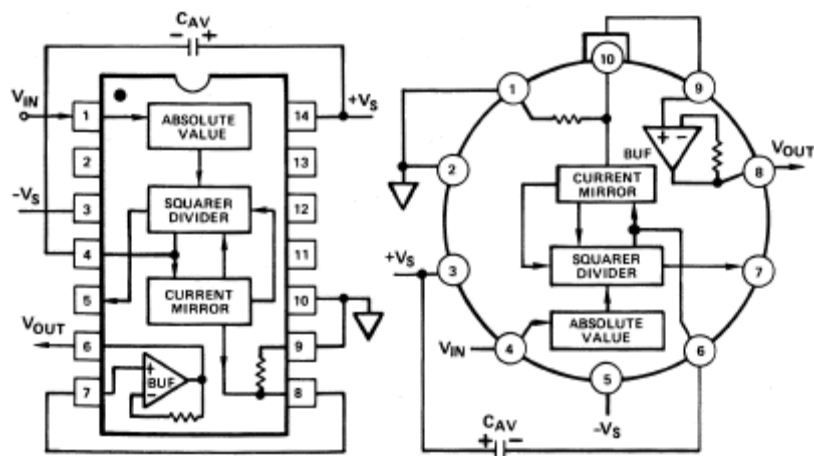 CAV
− +
VIN
1
ABSOLUTE
VALUE
14
+VS
2
13
−VS
3
SQUARER
DIVIDER
12
4
11
5
CURRENT
MIRROR
10
VOUT
6
9
7
+
−
BUF
8
10
1
9
+ −
BUF
VOUT
2
CURRENT
MIRROR
8
+VS
3
SQUARER
DIVIDER
7
VIN
4
ABSOLUTE
VALUE
6
5
−VS
CAV
+ −